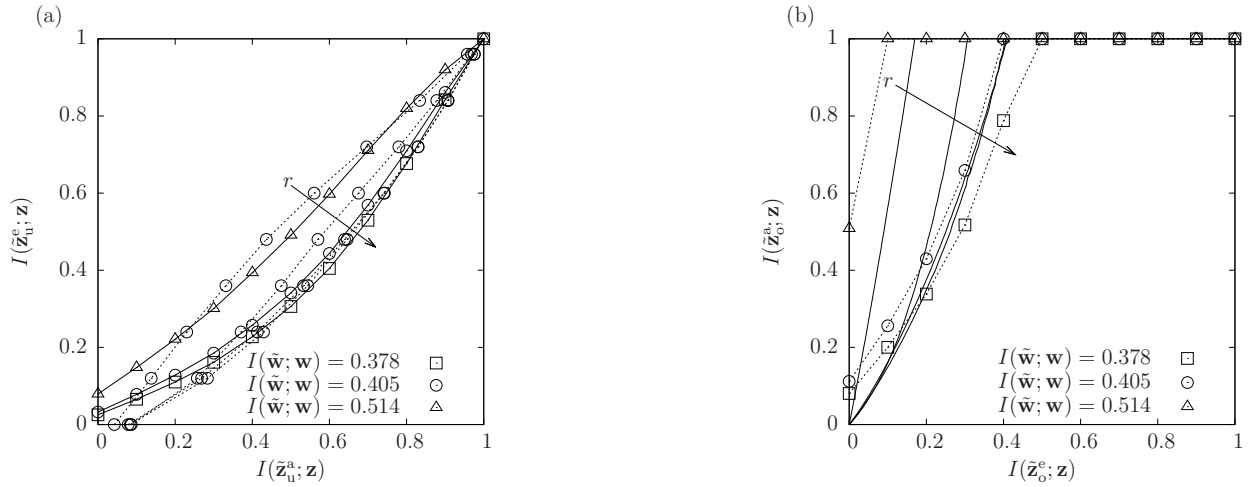 (a)
1
0.8
0.6
0.4
0.2
0
0 0.2 0.4 0.6 0.8 1
I(z̃ᵉᵤ; z)
I(z̃ᵃᵤ; z)
r
I(w̃; w) = 0.378
I(w̃; w) = 0.405
I(w̃; w) = 0.514
(b)
1
0.8
0.6
0.4
0.2
0
0 0.2 0.4 0.6 0.8 1
I(z̃ᵃₒ; z)
I(z̃ᵉₒ; z)
r
I(w̃; w) = 0.378
I(w̃; w) = 0.405
I(w̃; w) = 0.514